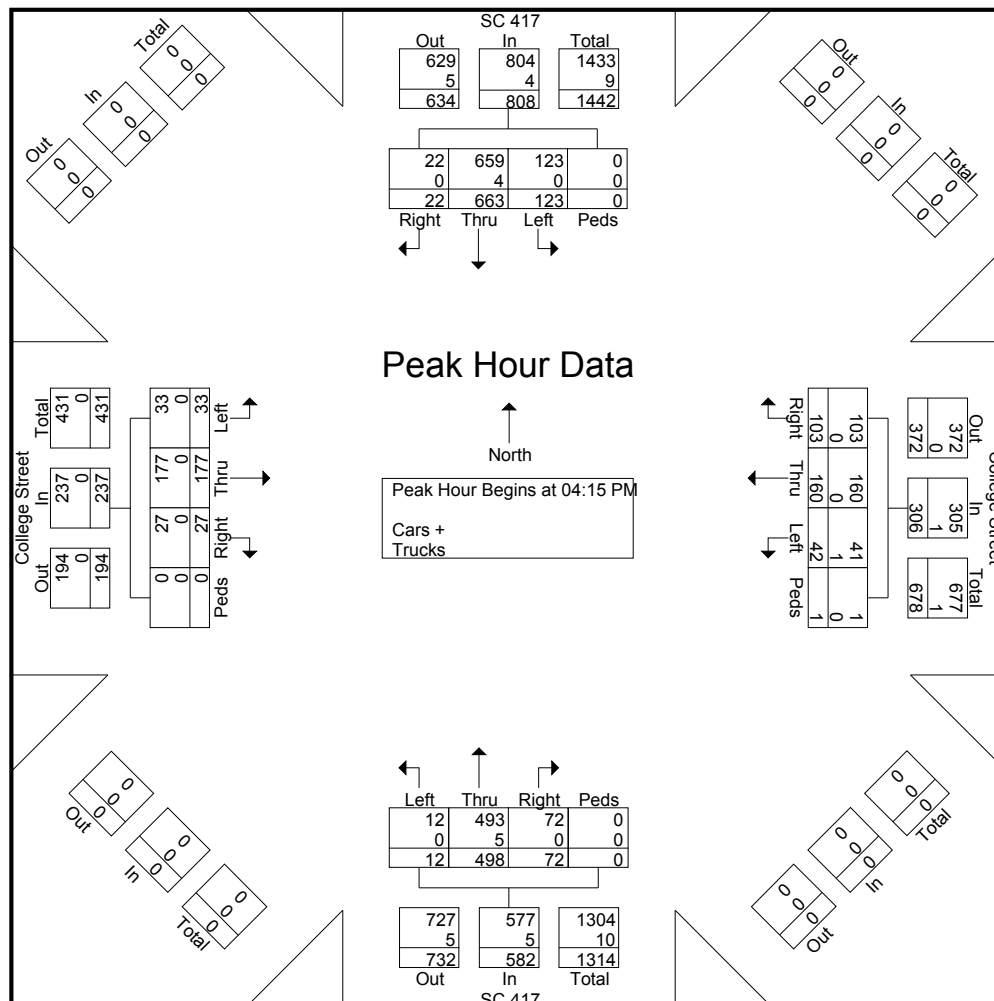 SC 417
Out In Total
629 804 1433
5 4 9
634 808 1442
22 659 123 0
0 4 0 0
22 663 123 0
Right Thru Left Peds
Out In Total
0 0 0
0 0 0
0 0 0
Out In Total
0 0 0
0 0 0
0 0 0
Peak Hour Data
North
Peak Hour Begins at 04:15 PM
Cars +
Trucks
College Street
Total In Out
431 237 194
0 0 0
431 237 194
33 177 27 0
0 0 0 0
33 177 27 0
Left Thru Right Peds
College Street
Out In Total
372 305 677
0 1 1
372 306 678
103 160 41 1
0 0 1 0
103 160 42 1
Right Thru Left Peds
Left Thru Right Peds
12 493 72 0
0 5 0 0
12 498 72 0
727 577 1304
5 5 10
732 582 1314
Out In Total
SC 417
0 0 0
0 0 0
0 0 0
Out In Total
0 0 0
0 0 0
0 0 0
Out In Total